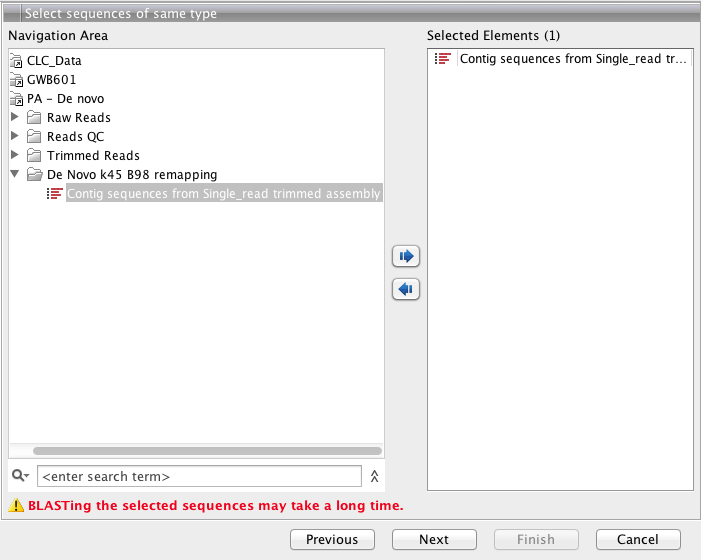 Select sequences of same type
Navigation Area
CLC_Data
GWB601
PA - De novo
Raw Reads
Reads QC
Trimmed Reads
De Novo k45 B98 remapping
Contig sequences from Single_read trimmed assembly
<enter search term>
BLASTing the selected sequences may take a long time.
Selected Elements (1)
Contig sequences from Single_read tr...
Previous
Next
Finish
Cancel